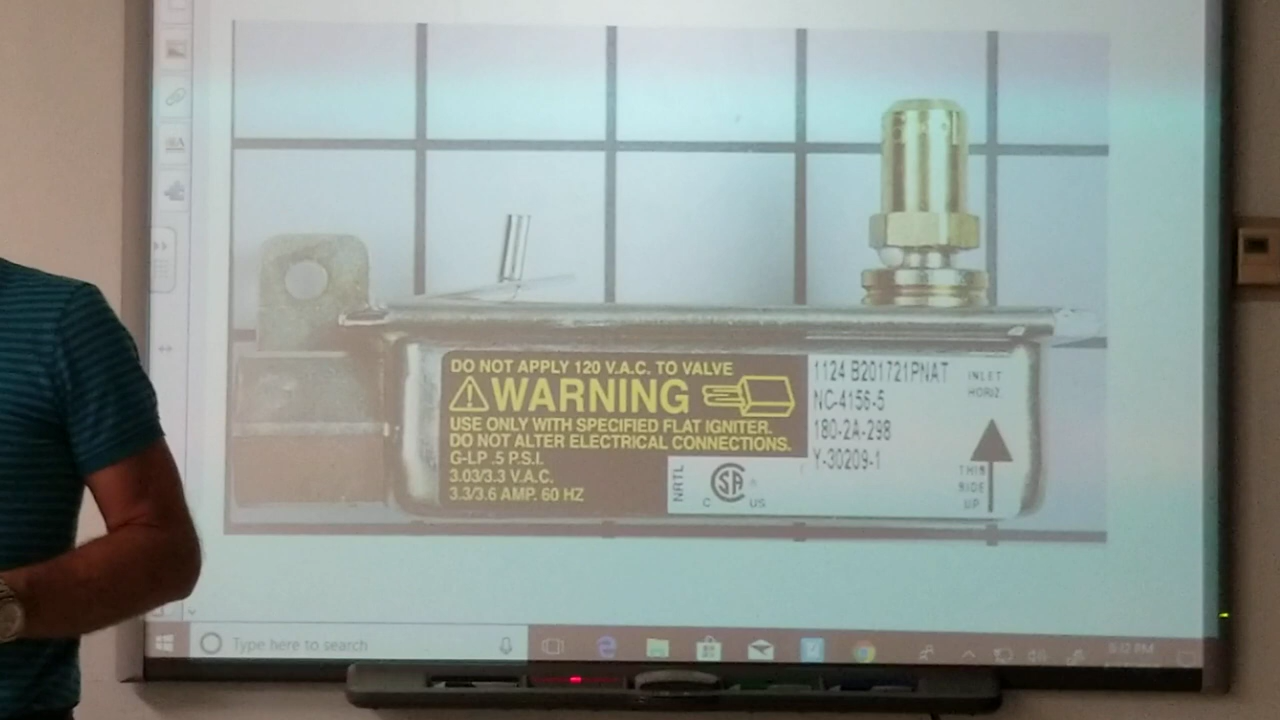 DO NOT APPLY 120 V.A.C. TO VALVE
WARNING
USE ONLY WITH SPECIFIED FLAT IGNITER.
DO NOT ALTER ELECTRICAL CONNECTIONS.
G-LP .5 P.S.I.
3.03/3.3 V.A.C.
3.3/3.6 AMP. 60 HZ
NRTL
CSA
C US
1124 B201721PNAT
NC-4156-5
180-2A-298
Y-30209-1
INLET
HORIZ.
THIS
SIDE
UP
Type here to search